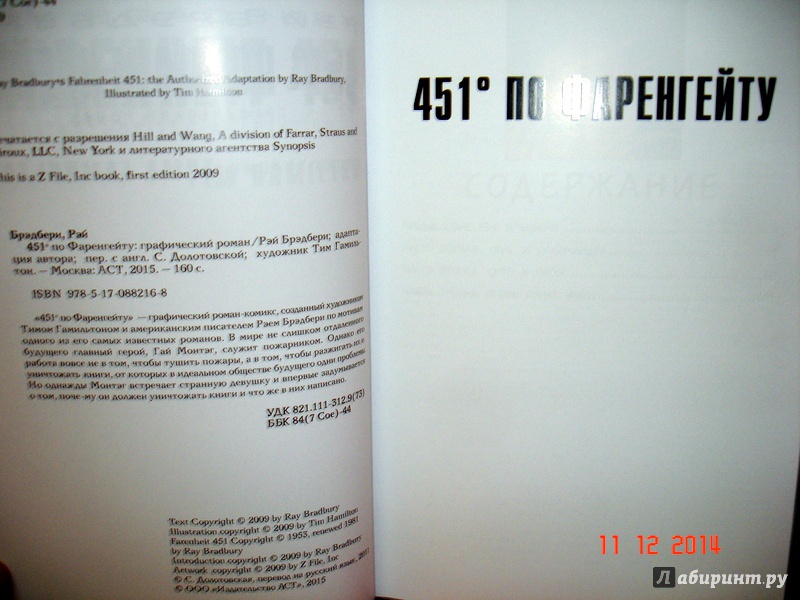 (7 Сое)-44
Ray Bradbury's Fahrenheit 451: the Authorized Adaptation by Ray Bradbury,
Illustrated by Tim Hamilton
ечатается с разрешения Hill and Wang, A division of Farrar, Straus and
iroux, LLC, New York и литературного агентства Synopsis
his is a Z File, Inc book, first edition 2009
Брэдбери, Рэй
451° по Фаренгейту: графический роман/Рэй Брэдбери; адапта-
ция автора; пер. с англ. С. Долотовской; художник Тим Гамиль-
тон. — Москва: АСТ, 2015. — 160 с.
ISBN 978-5-17-088216-8
«451° по Фаренгейту» — графический роман-комикс, созданный художником
Тимом Гамильтоном и американским писателем Рэем Брэдбери по мотивам
одного из его самых известных романов. В мире не слишком отдаленного
будущего главный герой, Гай Монтэг, служит пожарником. Однако его
работа вовсе не в том, чтобы тушить пожары, а в том, чтобы разжигать их и
уничтожать книги, от которых в идеальном обществе будущего одни проблемы.
Но однажды Монтэг встречает странную девушку и впервые задумывается
о том, поче-му он должен уничтожать книги и что же в них написано.
УДК 821.111-312.9(73)
ББК 84(7 Сое)-44
Text Copyright © 2009 by Ray Bradbury
Illustration copyright © 2009 by Tim Hamilton
Farenheit 451 Copyright © 1953, renewed 1981
by Ray Bradbury
Introduction copyright © 2009 by Ray Bradbury
Artwork copyright © 2009 by Z File, Inc
© С. Долотовская, перевод на русский язык, 2011
© ООО «Издательство АСТ», 2015
451° ПО ФАРЕНГЕЙТУ
СОДЕРЖАНИЕ
11 12 2014
Лабиринт.ру